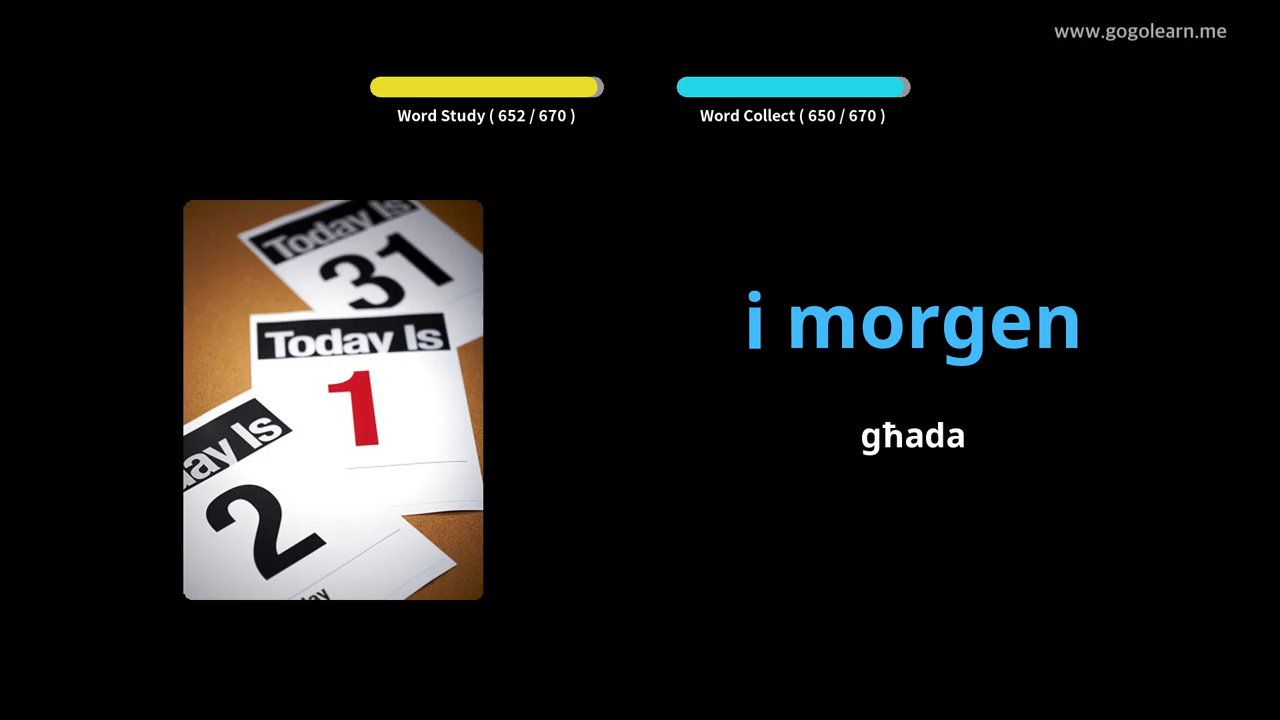 www.gogolearn.me
Word Study ( 652 / 670 )
Word Collect ( 650 / 670 )
Today Is
31
Today Is
1
ay Is
2
day
i morgen
għada